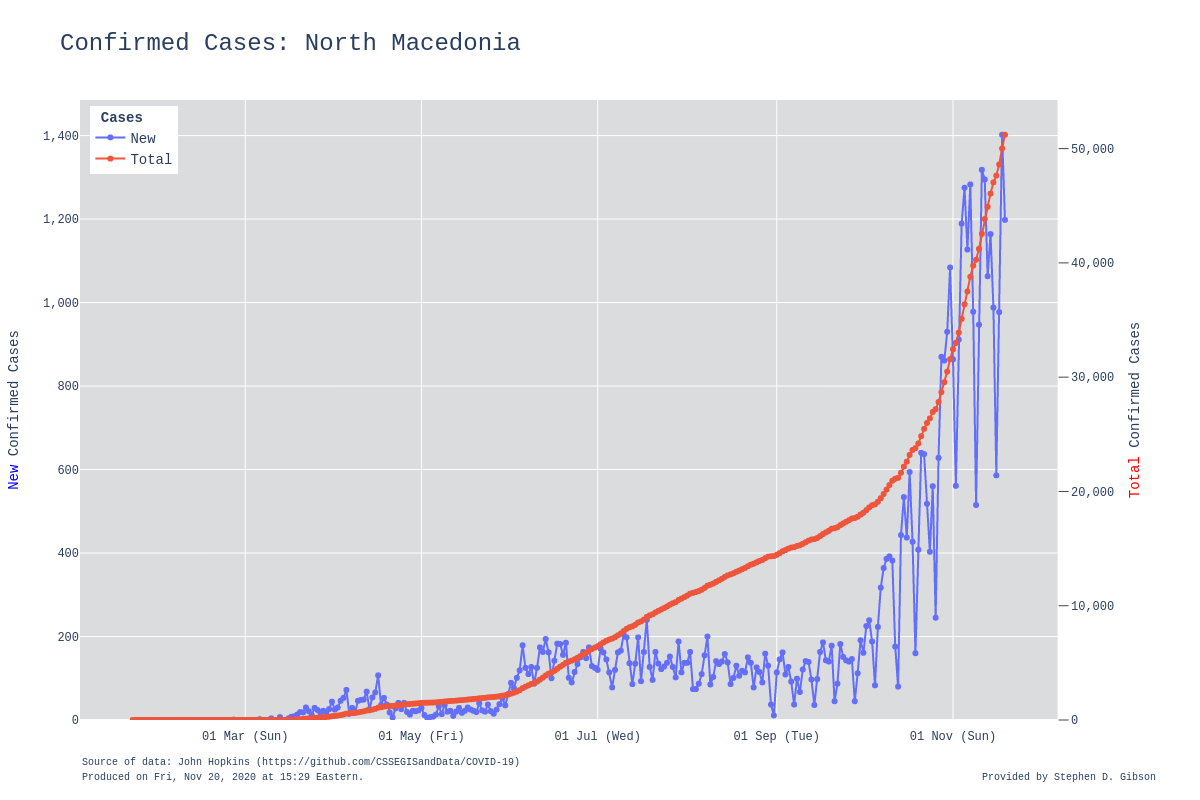 Confirmed Cases: North Macedonia
Cases
New
Total
1,400
1,200
1,000
800
600
400
200
0
New Confirmed Cases
50,000
40,000
30,000
20,000
10,000
0
Total Confirmed Cases
01 Mar (Sun) 01 May (Fri) 01 Jul (Wed) 01 Sep (Tue) 01 Nov (Sun)
Source of data: John Hopkins (https://github.com/CSSEGISandData/COVID-19)
Produced on Fri, Nov 20, 2020 at 15:29 Eastern.
Provided by Stephen D. Gibson